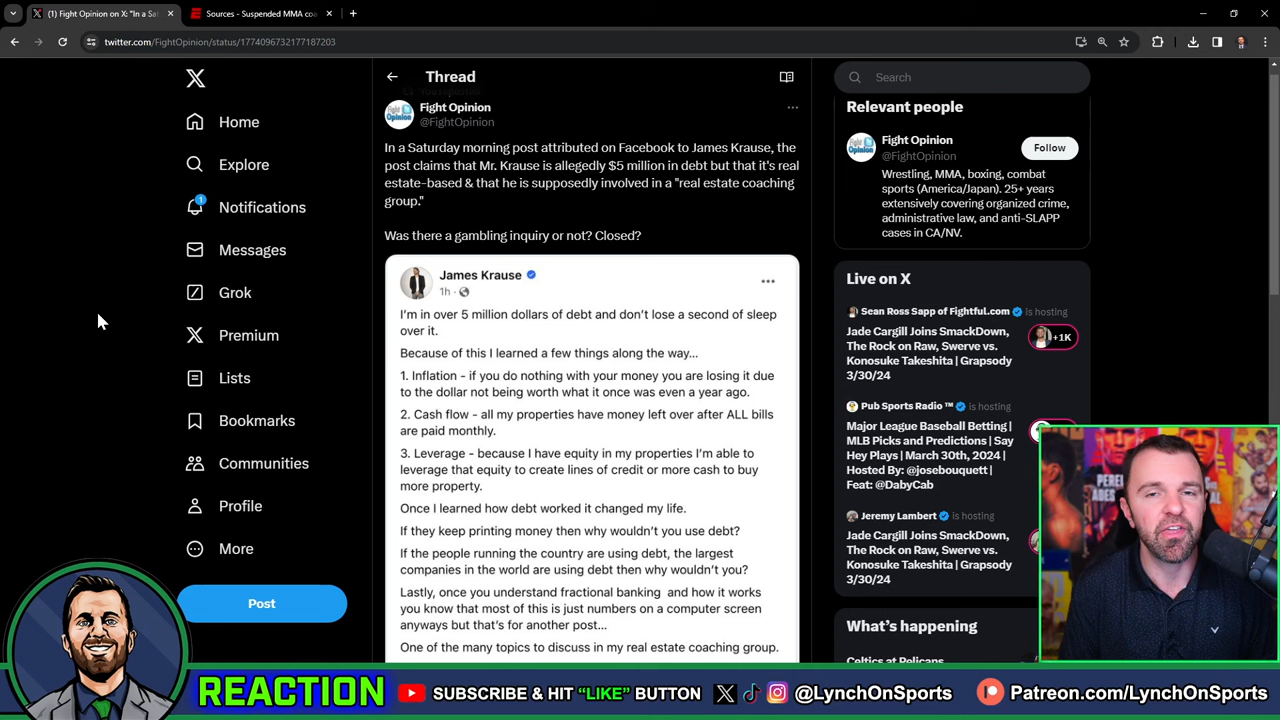 (1) Fight Opinion on X: "In a Sat
Sources - Suspended MMA coa
twitter.com/FightOpinion/status/1774096732177187203
Home
Explore
1
Notifications
Messages
Grok
Premium
Lists
Bookmarks
Communities
Profile
More
Post
Thread
Fight Opinion
@FightOpinion
In a Saturday morning post attributed on Facebook to James Krause, the
post claims that Mr. Krause is allegedly $5 million in debt but that it's real
estate-based & that he is supposedly involved in a "real estate coaching
group."
Was there a gambling inquiry or not? Closed?
James Krause
1h
I'm in over 5 million dollars of debt and don't lose a second of sleep
over it.
Because of this I learned a few things along the way...
1. Inflation - if you do nothing with your money you are losing it due
to the dollar not being worth what it once was even a year ago.
2. Cash flow - all my properties have money left over after ALL bills
are paid monthly.
3. Leverage - because I have equity in my properties I'm able to
leverage that equity to create lines of credit or more cash to buy
more property.
Once I learned how debt worked it changed my life.
If they keep printing money then why wouldn't you use debt?
If the people running the country are using debt, the largest
companies in the world are using debt then why wouldn't you?
Lastly, once you understand fractional banking and how it works
you know that most of this is just numbers on a computer screen
anyways but that's for another post...
One of the many topics to discuss in my real estate coaching group.
Search
Relevant people
Fight Opinion
@FightOpinion
Follow
Wrestling, MMA, boxing, combat
sports (America/Japan). 25+ years
extensively covering organized crime,
administrative law, and anti-SLAPP
cases in CA/NV.
Live on X
Sean Ross Sapp of Fightful.com is hosting
Jade Cargill Joins SmackDown,
The Rock on Raw, Swerve vs.
Konosuke Takeshita | Grapsody
3/30/24
+1K
Pub Sports Radio ™ is hosting
Major League Baseball Betting |
MLB Picks and Predictions | Say
Hey Plays | March 30th, 2024 |
Hosted By: @josebouquett |
Feat: @DabyCab
Jeremy Lambert is hosting
Jade Cargill Joins SmackDown,
The Rock on Raw, Swerve vs.
Konosuke Takeshita | Grapsody
3/30/24
What's happening
Celtics at Pelicans
REACTION
SUBSCRIBE & HIT "LIKE" BUTTON
@LynchOnSports
Patreon.com/LynchOnSports